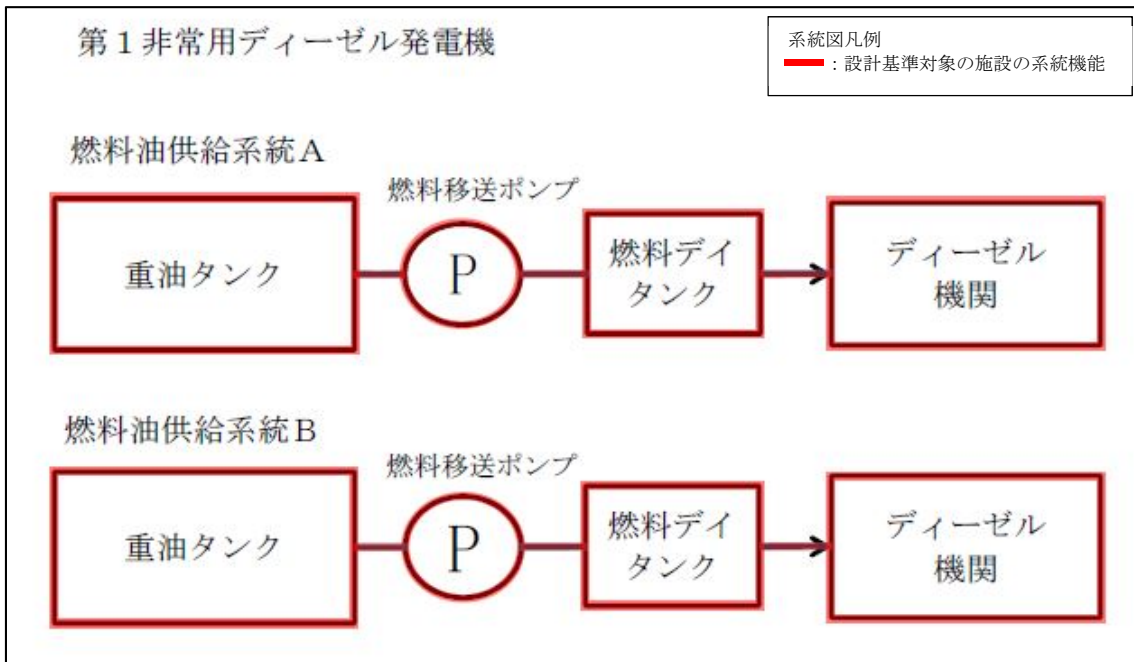 第１非常用ディーゼル発電機
系統図凡例
：設計基準対象の施設の系統機能
燃料油供給系統Ａ
燃料移送ポンプ
重油タンク
Ｐ
燃料デイ
タンク
ディーゼル
機関
燃料油供給系統Ｂ
燃料移送ポンプ
重油タンク
Ｐ
燃料デイ
タンク
ディーゼル
機関